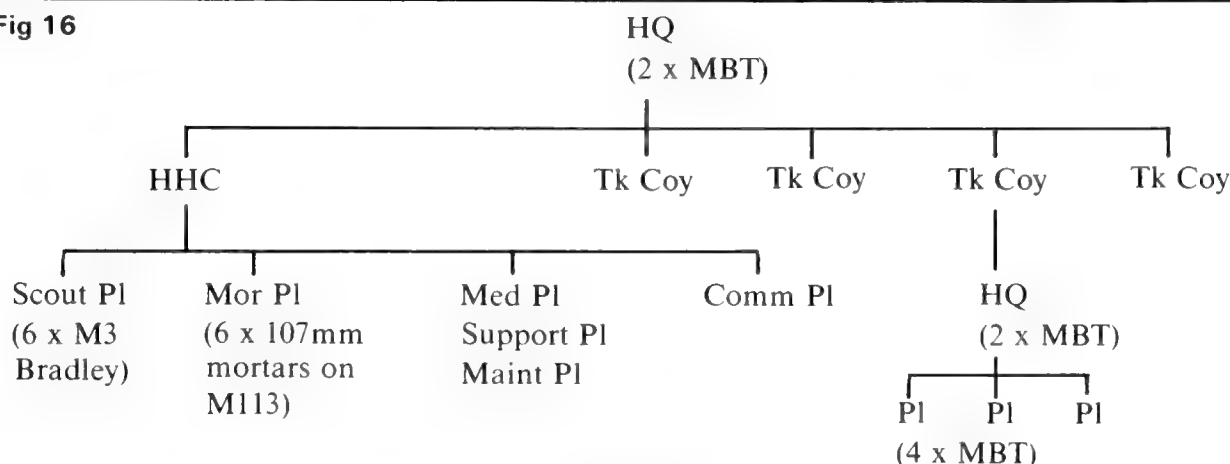 Fig 16
HQ
(2 x MBT)
HHC
Tk Coy
Tk Coy
Tk Coy
Tk Coy
Scout Pl
(6 x M3
Bradley)
Mor Pl
(6 x 107mm
mortars on
M113)
Med Pl
Support Pl
Maint Pl
Comm Pl
HQ
(2 x MBT)
Pl
Pl
Pl
(4 x MBT)